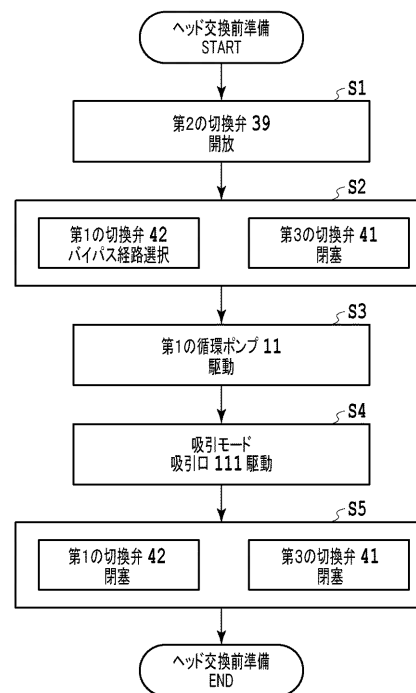 ヘッド交換前準備
START
S1
第2の切換弁 39
開放
S2
第1の切換弁 42
バイパス経路選択
第3の切換弁 41
閉塞
S3
第1の循環ポンプ 11
駆動
S4
吸引モード
吸引口 111 駆動
S5
第1の切換弁 42
閉塞
第3の切換弁 41
閉塞
ヘッド交換前準備
END